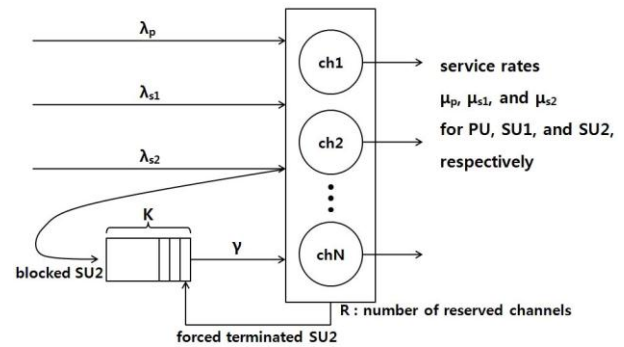 λp
λs1
λs2
K
γ
blocked SU2
forced terminated SU2
ch1
ch2
chN
service rates
μp, μs1, and μs2
for PU, SU1, and SU2,
respectively
R : number of reserved channels